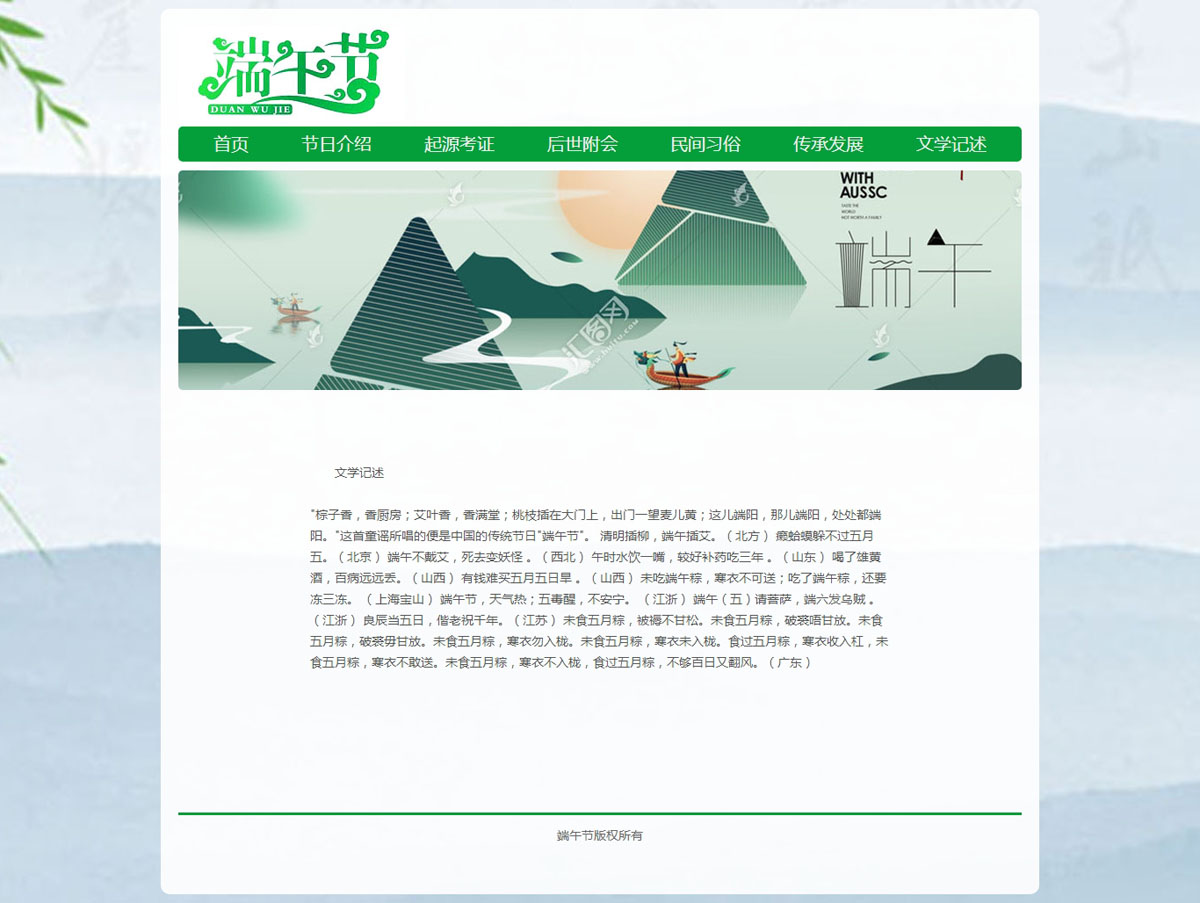 端午节
DUAN WU JIE
首页 节日介绍 起源考证 后世附会 民间习俗 传承发展 文学记述
WITH
AUSSC
TASTE THE
WORLD
NOT WORTH A FAMILY
端午
汇图网
www.huitu.com
文学记述
"棕子香，香厨房；艾叶香，香满堂；桃枝插在大门上，出门一望麦儿黄；这儿端阳，那儿端阳，处处都端
阳。"这首童谣所唱的便是中国的传统节日"端午节"。 清明插柳，端午插艾。（北方） 癞蛤蟆躲不过五月
五。（北京） 端午不戴艾，死去变妖怪 。（西北） 午时水饮一嘴，较好补药吃三年 。（山东） 喝了雄黄
酒，百病远远丢。（山西） 有钱难买五月五日旱 。（山西） 未吃端午粽，寒衣不可送；吃了端午粽，还要
冻三冻。 （上海宝山） 端午节，天气热；五毒醒，不安宁。 （江浙） 端午（五）请菩萨，端六发乌贼 。
（江浙） 良辰当五日，偕老祝千年。（江苏） 未食五月粽，被褥不甘松。未食五月粽，破裘唔甘放。未食
五月粽，破裘毋甘放。未食五月粽，寒衣勿入栊。未食五月粽，寒衣未入栊。食过五月粽，寒衣收入杠，未
食五月粽，寒衣不敢送。未食五月粽，寒衣不入栊，食过五月粽，不够百日又翻风。（广东）
端午节版权所有